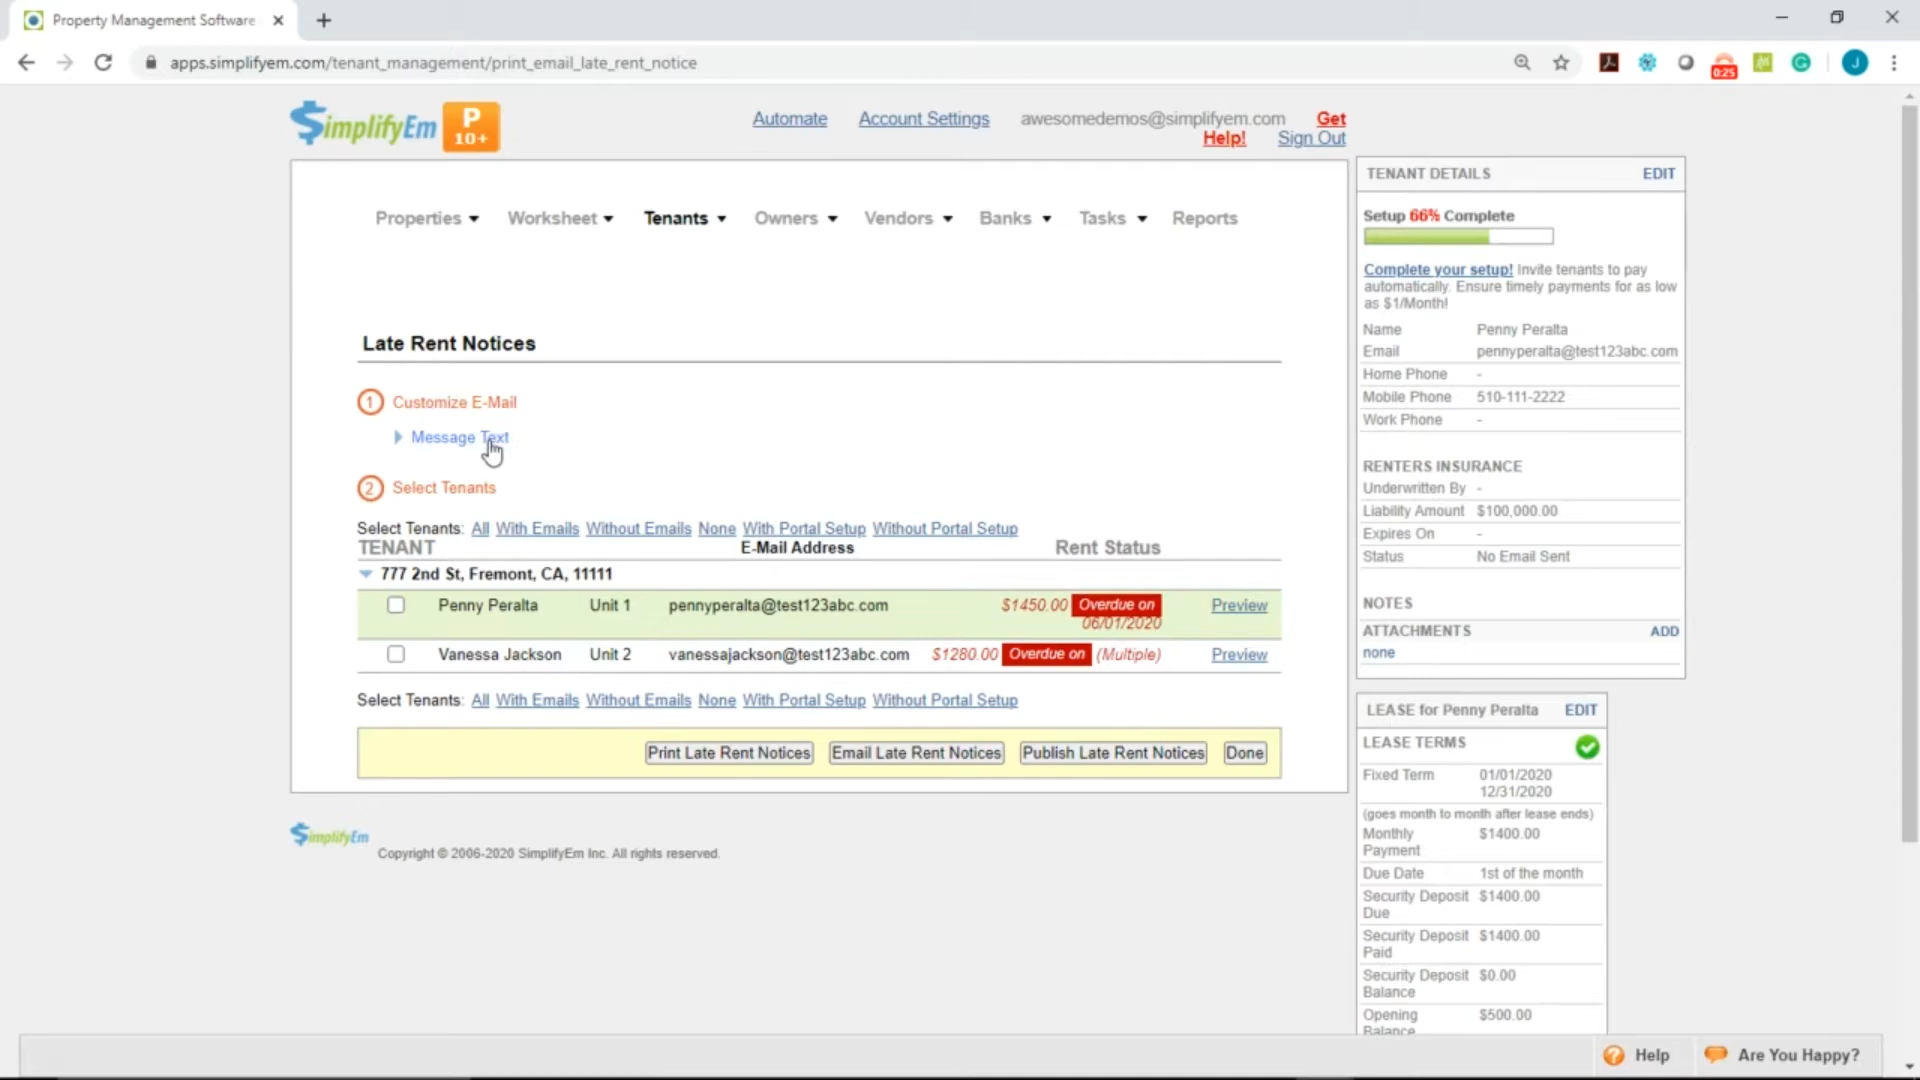 Property Management Software
apps.simplifyem.com/tenant_management/print_email_late_rent_notice
0:25
J
SimplifyEm
P
10+
Automate Account Settings awesomedemos@simplifyem.com Get
Help! Sign Out
Properties Worksheet Tenants Owners Vendors Banks Tasks Reports
Late Rent Notices
1 Customize E-Mail
Message Text
2 Select Tenants
Select Tenants: All With Emails Without Emails None With Portal Setup Without Portal Setup
TENANT E-Mail Address Rent Status
777 2nd St, Fremont, CA, 11111
Penny Peralta Unit 1 pennyperalta@test123abc.com $1450.00 Overdue on Preview
06/01/2020
Vanessa Jackson Unit 2 vanessajackson@test123abc.com $1280.00 Overdue on (Multiple) Preview
Select Tenants: All With Emails Without Emails None With Portal Setup Without Portal Setup
Print Late Rent Notices Email Late Rent Notices Publish Late Rent Notices Done
SimplifyEm
Copyright © 2006-2020 SimplifyEm Inc. All rights reserved.
TENANT DETAILS EDIT
Setup 66% Complete
Complete your setup! Invite tenants to pay
automatically. Ensure timely payments for as low
as $1/Month!
Name Penny Peralta
Email pennyperalta@test123abc.com
Home Phone -
Mobile Phone 510-111-2222
Work Phone -
RENTERS INSURANCE
Underwritten By -
Liability Amount $100,000.00
Expires On -
Status No Email Sent
NOTES
ATTACHMENTS ADD
none
LEASE for Penny Peralta EDIT
LEASE TERMS
Fixed Term 01/01/2020
12/31/2020
(goes month to month after lease ends)
Monthly $1400.00
Payment
Due Date 1st of the month
Security Deposit $1400.00
Due
Security Deposit $1400.00
Paid
Security Deposit $0.00
Balance
Opening $500.00
Balance
Help Are You Happy?